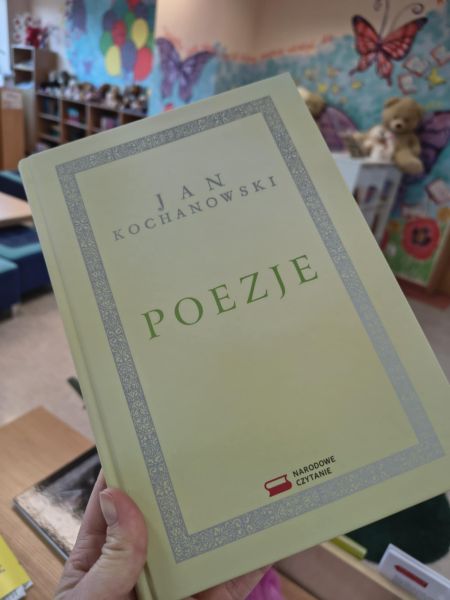 JAN
KOCHANOWSKI
POEZJE
NARODOWE
CZYTANIE